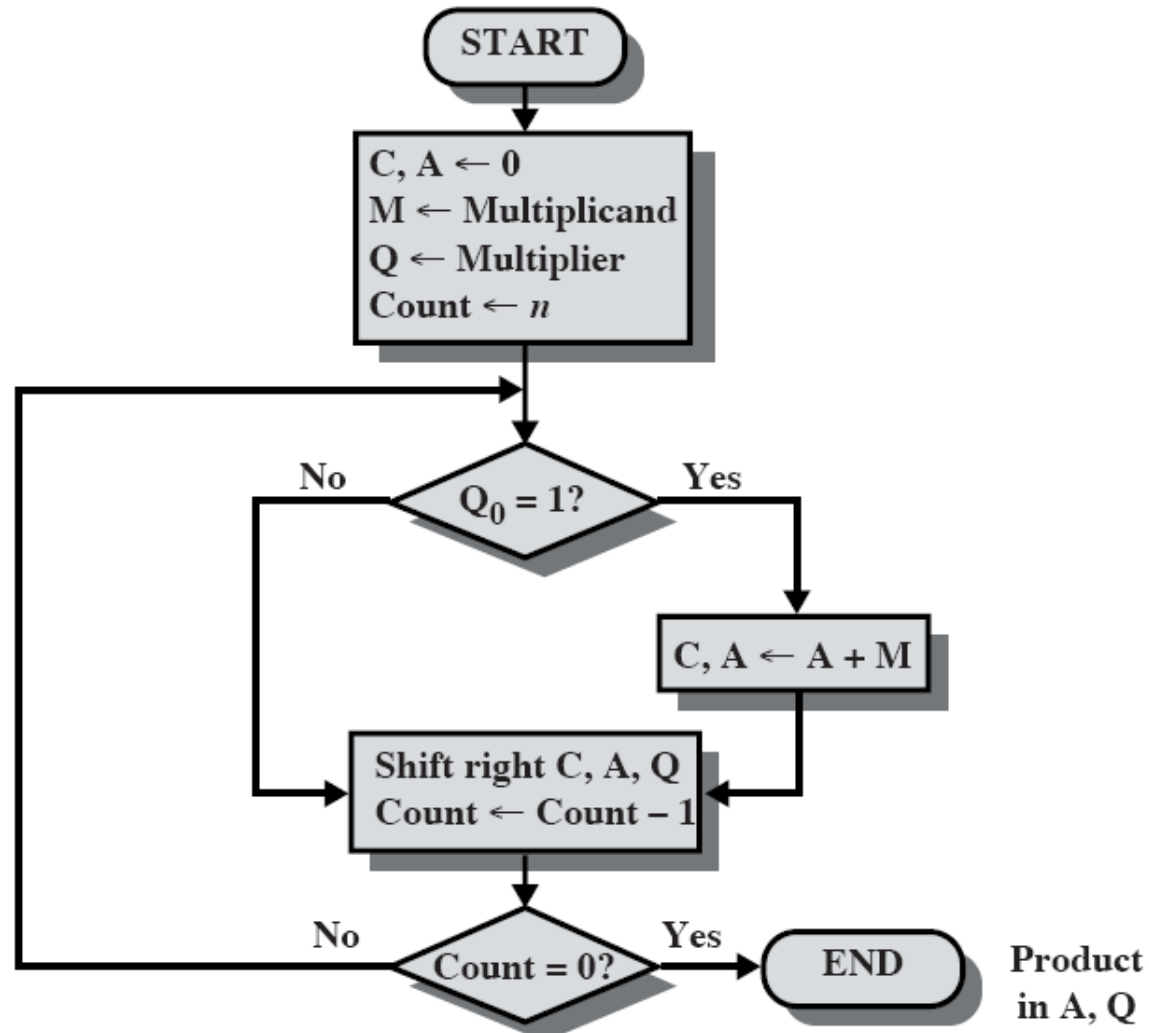 START
C, A ← 0
M ← Multiplicand
Q ← Multiplier
Count ← n
No
Yes
Q₀ = 1?
C, A ← A + M
Shift right C, A, Q
Count ← Count – 1
No
Yes
Count = 0?
END
Product
in A, Q